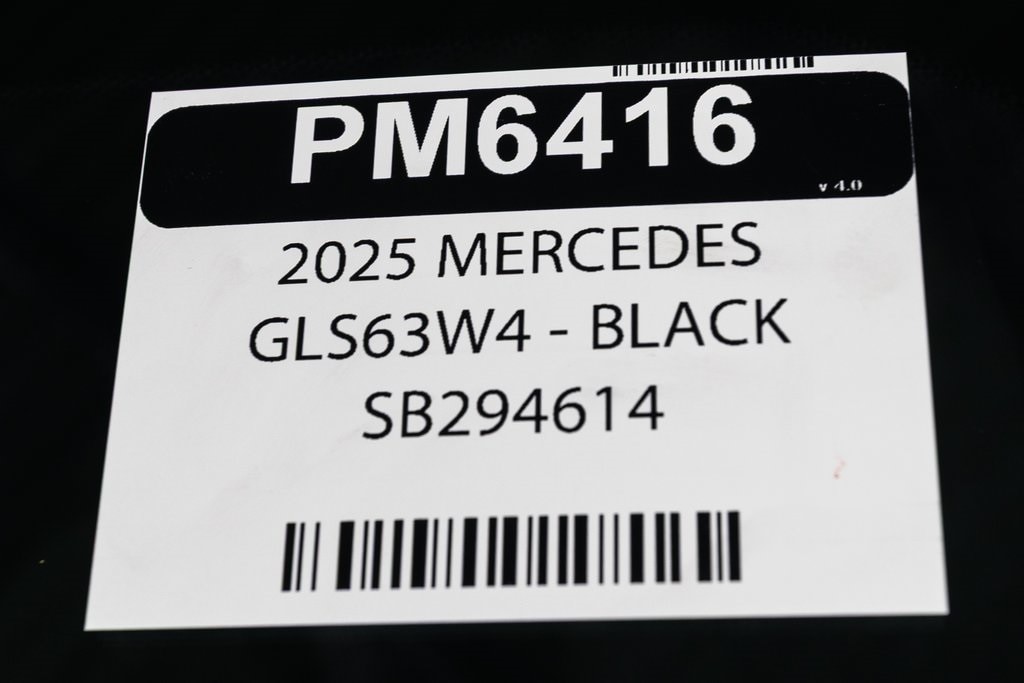 PM6416
v 4.0
2025 MERCEDES
GLS63W4 - BLACK
SB294614